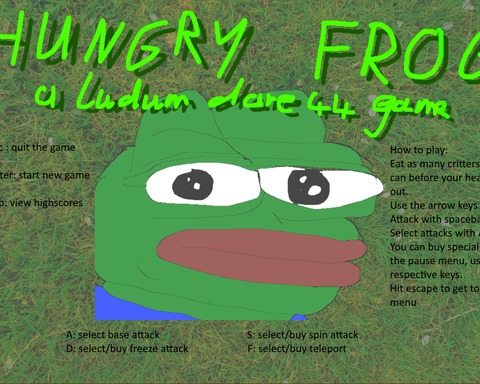 HUNGRY FROG
a Ludum dare 44 game
: quit the game
: start new game
: view highscores
How to play:
Eat as many critters
can before your
out.
Use the arrow keys.
Attack with spaceba
Select attacks with
You can buy special
the pause menu,
respective keys.
Hit escape to get to
menu
A: select base attack
D: select/buy freeze attack
S: select/buy spin attack
F: select/buy teleport